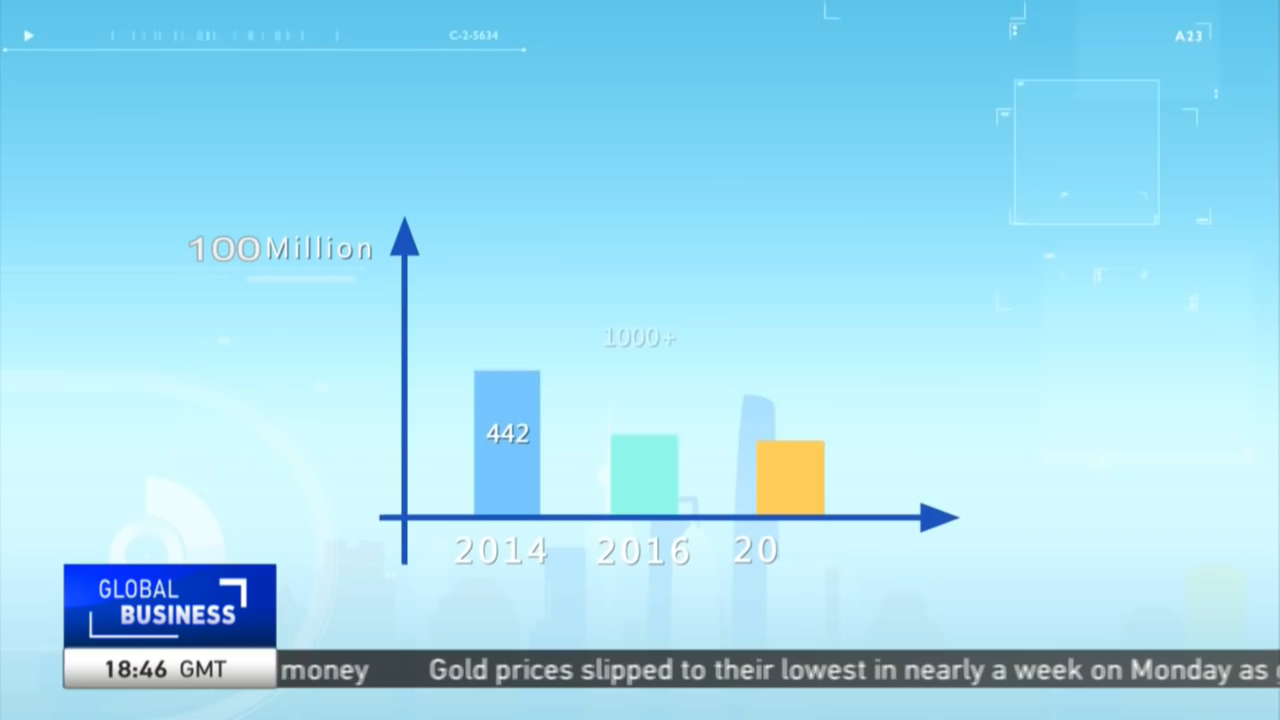 C-2-5634
A23
100Million
1000+
442
2014 2016 20
GLOBAL
BUSINESS
18:46 GMT
money Gold prices slipped to their lowest in nearly a week on Monday as